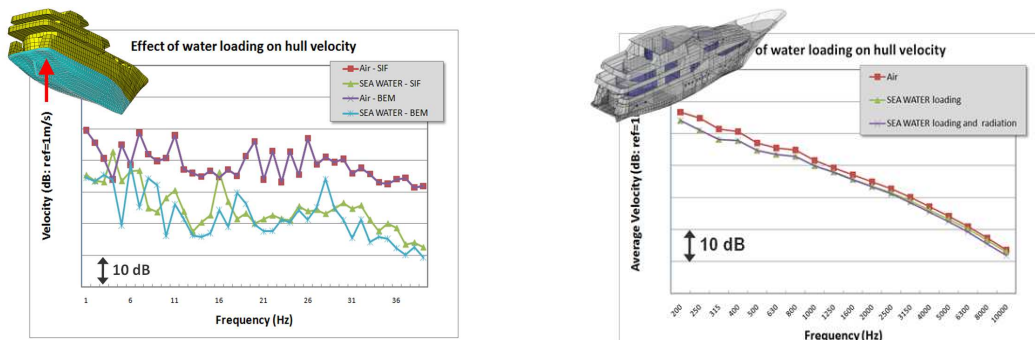 Effect of water loading on hull velocity
Air - SIF
SEA WATER - SIF
Air - BEM
SEA WATER - BEM
Velocity (dB: ref=1m/s)
10 dB
1 6 11 16 21 26 31 36
Frequency (Hz)
of water loading on hull velocity
Air
SEA WATER loading
SEA WATER loading and radiation
Average Velocity (dB: ref=1
10 dB
200 250 315 400 500 630 800 1000 1250 1600 2000 2500 3150 4000 5000 6300 8000 10000
Frequency (Hz)